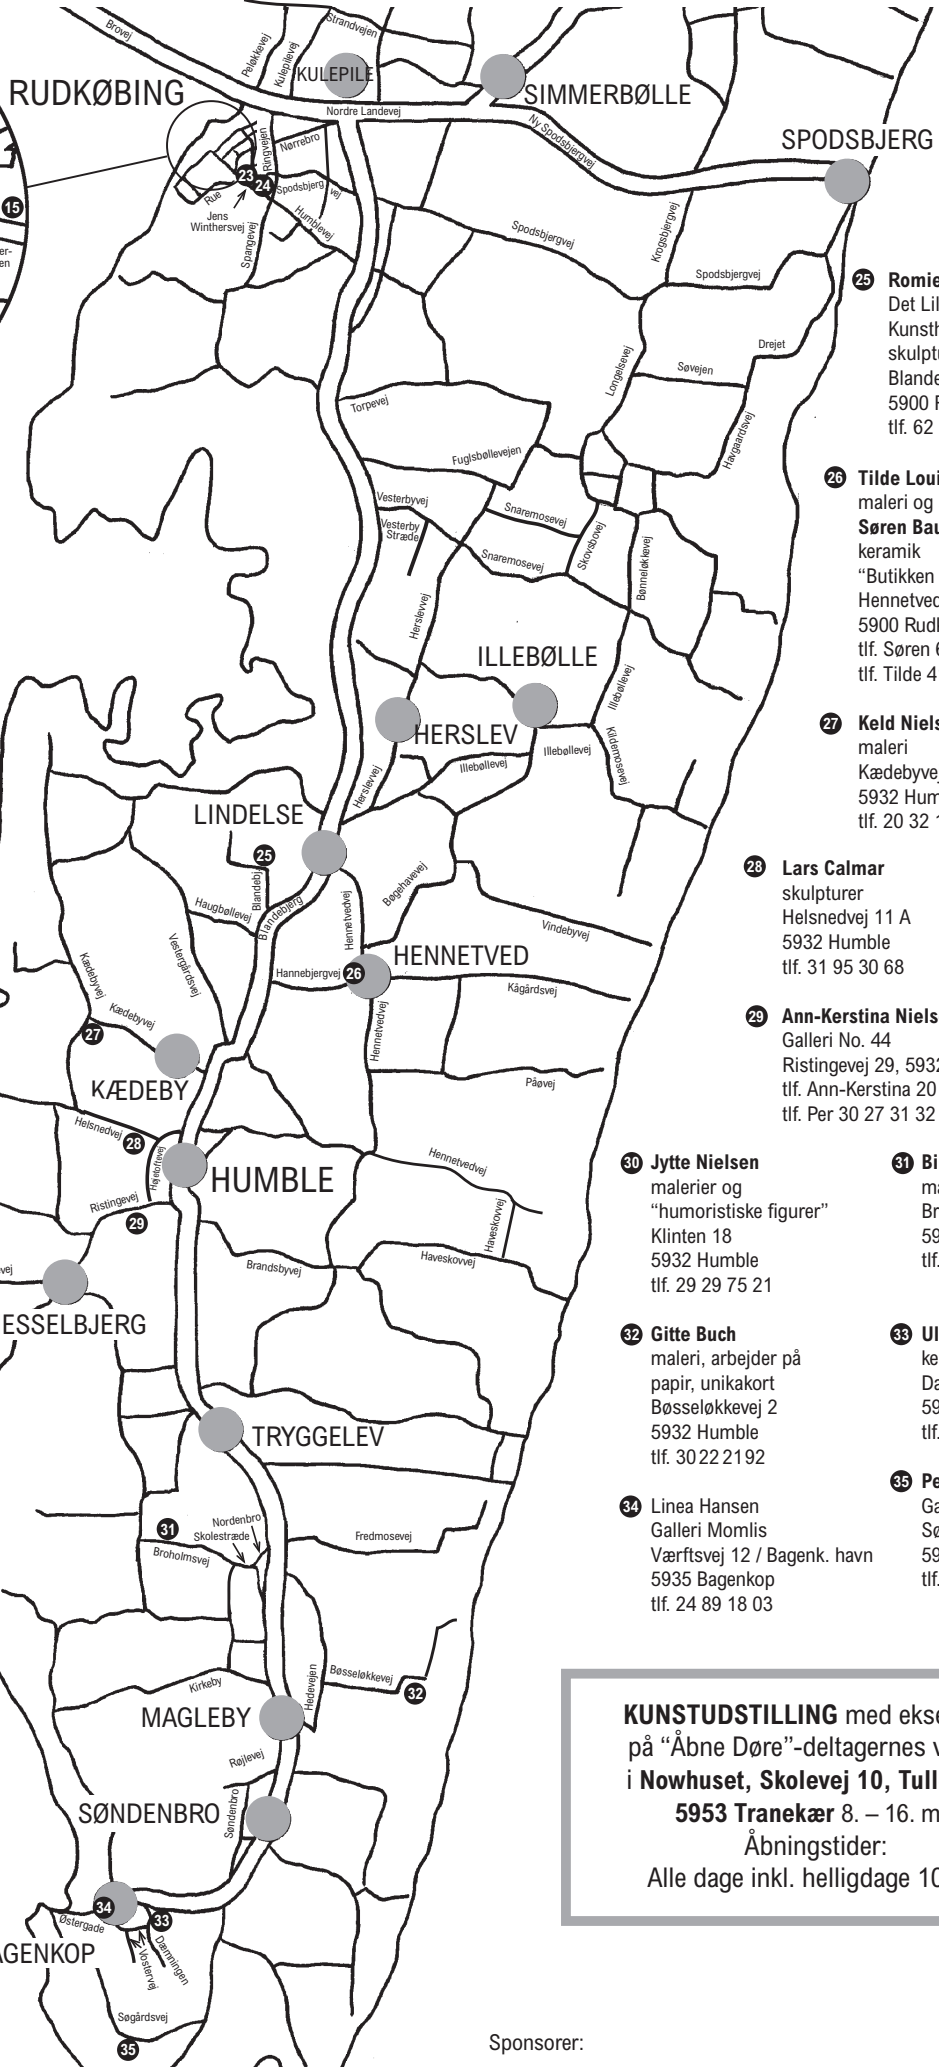 Brovej
Peløkkevej
Kulepilevej
Strandvejen
KULEPILE
RUDKØBING
SIMMERBØLLE
Nordre Landevej
Ny Spodsbjergvej
SPODSBJERG
Ringvejen
Nørrebro
23
24
Spodsbjerg
vej
Rue
Jens
Winthersvej
Humblevej
Spangevej
15
er-
en
Spodsbjergvej
Krogsbjergvej
Spodsbjergvej
Drejet
Longelsevej
Søvejen
Havgaardsvej
Torpevej
Fuglsbøllevejen
Vesterbyvej
Vesterby
Stræde
Snaremosevej
Snaremosevej
Skovsbovej
Bønneløkkevej
Herslevvej
ILLEBØLLE
Illebøllevej
HERSLEV
Illebøllevej
Illebøllevej
Kildemosevej
Herslevvej
LINDELSE
25
Blandebj
Blandebjerg
Haugbøllevej
Bøgehavevej
Hennetvedvej
Vindebyvej
Vestergårdsvej
Hannebjergvej
26
HENNETVED
Kågårdsvej
Kædebyvej
Kædebyvej
27
KÆDEBY
Hennetvedvej
Påøvej
Helsnedvej
28
Højetoftevej
HUMBLE
Hennetvedvej
Ristingevej
29
Haveskovvej
Haveskovvej
Brandsbyvej
vej
ESSELBJERG
TRYGGELEV
31
Nordenbro
Skolestræde
Broholmsvej
Fredmosevej
Kirkeby
Hedevejen
Bøsseløkkevej
32
MAGLEBY
Røjlevej
SØNDENBRO
Søndenbro
34
Østergade
33
AGENKOP
Vostervej
Dæmningen
Søgårdsvej
35
25 Romie
Det Lil
Kunsth
skulptu
Blande
5900 R
tlf. 62
26 Tilde Loui
maleri og
Søren Bau
keramik
“Butikken
Hennetved
5900 Rudk
tlf. Søren 6
tlf. Tilde 4
27 Keld Niels
maleri
Kædebyvej
5932 Hum
tlf. 20 32 1
28 Lars Calmar
skulpturer
Helsnedvej 11 A
5932 Humble
tlf. 31 95 30 68
29 Ann-Kerstina Niels
Galleri No. 44
Ristingevej 29, 5932
tlf. Ann-Kerstina 20
tlf. Per 30 27 31 32
30 Jytte Nielsen
malerier og
“humoristiske figurer”
Klinten 18
5932 Humble
tlf. 29 29 75 21
31 Bi
ma
Br
59
tlf.
32 Gitte Buch
maleri, arbejder på
papir, unikakort
Bøsseløkkevej 2
5932 Humble
tlf. 30 22 21 92
33 Ul
ke
Da
59
tlf.
34 Linea Hansen
Galleri Momlis
Værftsvej 12 / Bagenk. havn
5935 Bagenkop
tlf. 24 89 18 03
35 Pe
Ga
Sø
59
tlf.
KUNSTUDSTILLING med ekse
på “Åbne Døre”-deltagernes v
i Nowhuset, Skolevej 10, Tull
5953 Tranekær 8. – 16. m
Åbningstider:
Alle dage inkl. helligdage 10
Sponsorer: